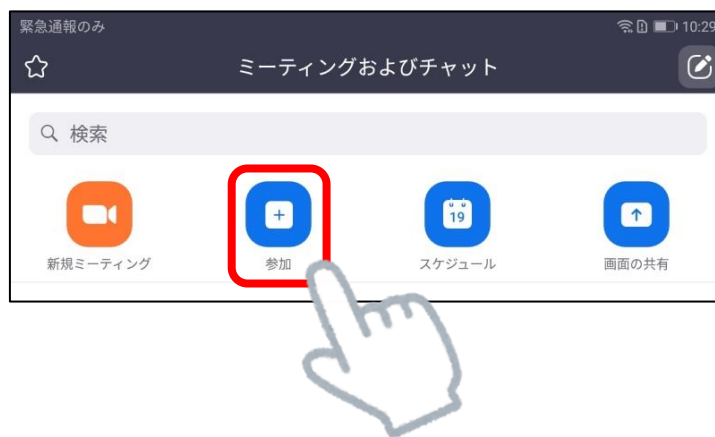 緊急通報のみ 10:29
ミーティングおよびチャット
検索
19
新規ミーティング 参加 スケジュール 画面の共有